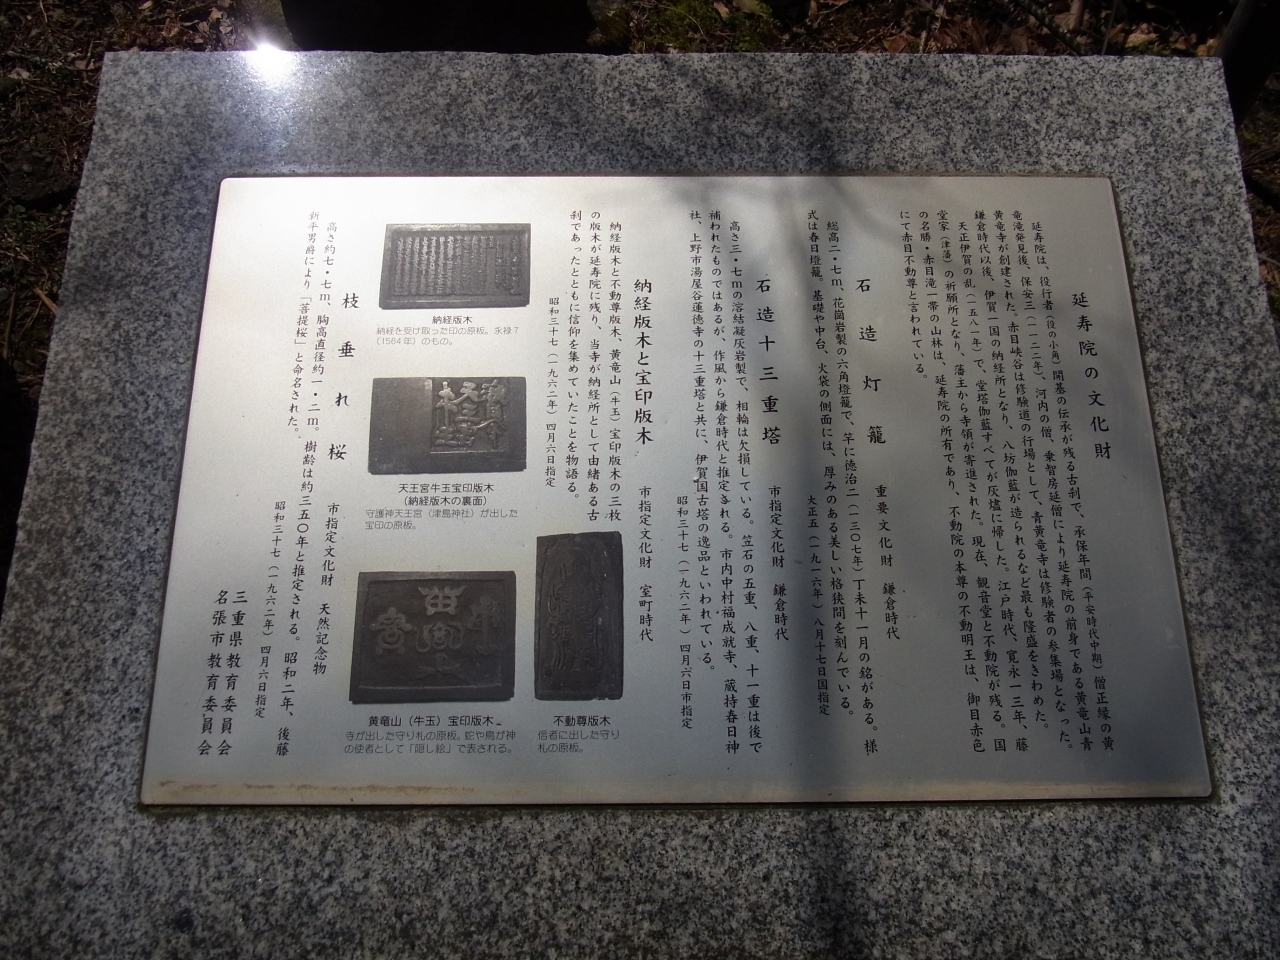 延寿院の文化財
延寿院は、役行者（役の小角）開基の伝承が残る古刹で、承保年間（平安時代中期）僧正縁の黄
竜滝発見後、保安三（一一二二年）、河内の僧、乗智房延僧により延寿院の前身である黄竜山青
黄竜寺が創建された。赤目峡谷は修験道の行場として、青黄竜寺は修験者の参集場となった。
鎌倉時代以後、伊賀一国の納経所となり、八坊伽藍が造られるなど最も隆盛をきわめた。
天正伊賀の乱（一五八一年）で、堂塔伽藍すべてが灰燼に帰した。江戸時代、寛永一三年、藤
堂家（津藩）の祈願所となり、藩主から寺領が寄進された。現在、観音堂と不動院が残る。国
の名勝・赤目滝一帯の山林は、延寿院の所有であり、不動院の本尊の不動明王は、御目赤色
にて赤目不動尊と言われている。
石造灯籠 重要文化財 鎌倉時代
総高二・七ｍ、花崗岩製の六角燈籠で、竿に徳治二（一三〇七年）丁未十一月の銘がある。様
式は春日燈籠。基礎や中台、火袋の側面には、厚みのある美しい格狭間を刻んでいる。
大正五（一九一六年）八月十七日国指定
石造十三重塔 市指定文化財 鎌倉時代
高さ三・七ｍの溶結凝灰岩製で、相輪は欠損している。笠石の五重、八重、十一重は後で
補われたものではあるが、作風から鎌倉時代と推定される。市内中村福成就寺、蔵持春日神
社、上野市湯屋谷蓮徳寺の十三重塔と共に、伊賀国古塔の逸品といわれている。
昭和三十七（一九六二年）四月六日市指定
納経版木と宝印版木 市指定文化財 室町時代
納経版木と不動尊版木、黄竜山（牛玉）宝印版木の三枚
の版木が延寿院に残り、当寺が納経所として由緒ある古
刹であったとともに信仰を集めていたことを物語る。
昭和三十七（一九六二年）四月六日指定
納経版木
納経を受け取った印の原板。永禄7
（1564年）のもの。
天王宮牛玉宝印版木
（納経版木の裏面）
守護神天王宮（津島神社）が出した
宝印の原板。
不動尊版木
信者に出した守り
札の原板。
黄竜山（牛玉）宝印版木
寺が出した守り札の原板。蛇や鳥が神
の使者として「隠し絵」で表される。
枝垂れ桜 市指定文化財 天然記念物
高さ約七・七ｍ、胸高直径約一・二ｍ。樹齢は約三五〇年と推定される。昭和二年、後藤
新平男爵により「菩提桜」と命名された。
昭和三十七（一九六二年）四月六日指定
三重県教育委員会
名張市教育委員会